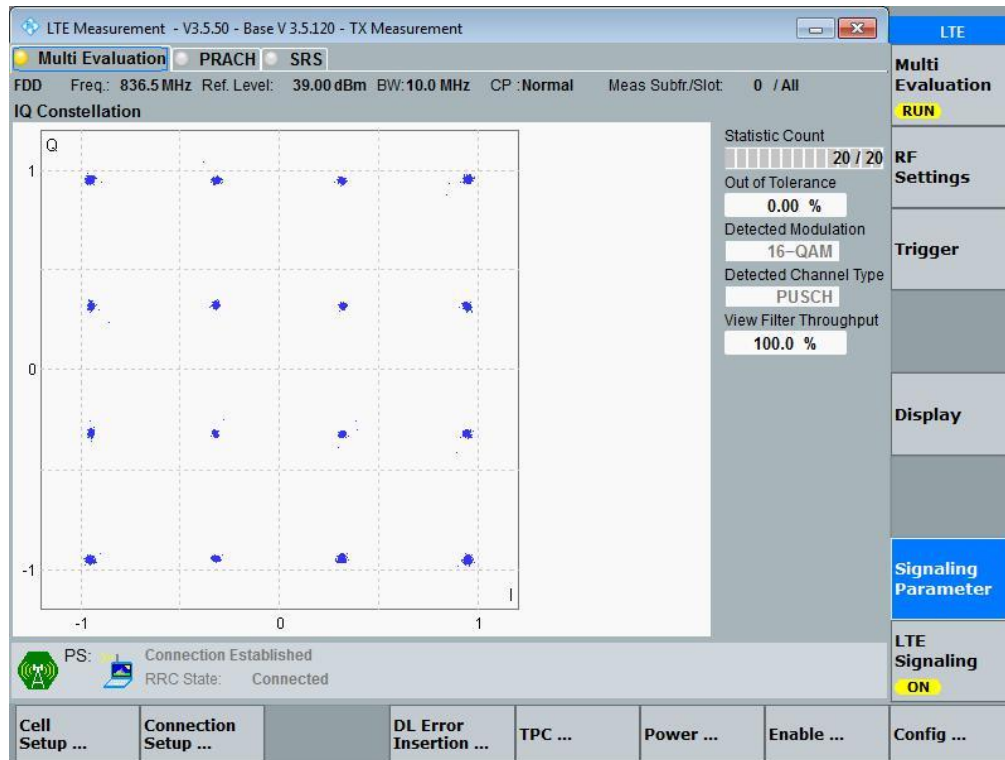 LTE Measurement - V3.5.50 - Base V 3.5.120 - TX Measurement
LTE
Multi Evaluation PRACH SRS
Multi
Evaluation
RUN
FDD Freq.: 836.5 MHz Ref. Level: 39.00 dBm BW: 10.0 MHz CP : Normal Meas Subfr./Slot: 0 / All
IQ Constellation
Q
1
0
-1
-1 0 1
I
Statistic Count
20 / 20
Out of Tolerance
0.00 %
Detected Modulation
16-QAM
Detected Channel Type
PUSCH
View Filter Throughput
100.0 %
RF
Settings
Trigger
Display
Signaling
Parameter
LTE
Signaling
ON
PS: Connection Established
RRC State: Connected
Cell
Setup ...
Connection
Setup ...
DL Error
Insertion ...
TPC ...
Power ...
Enable ...
Config ...